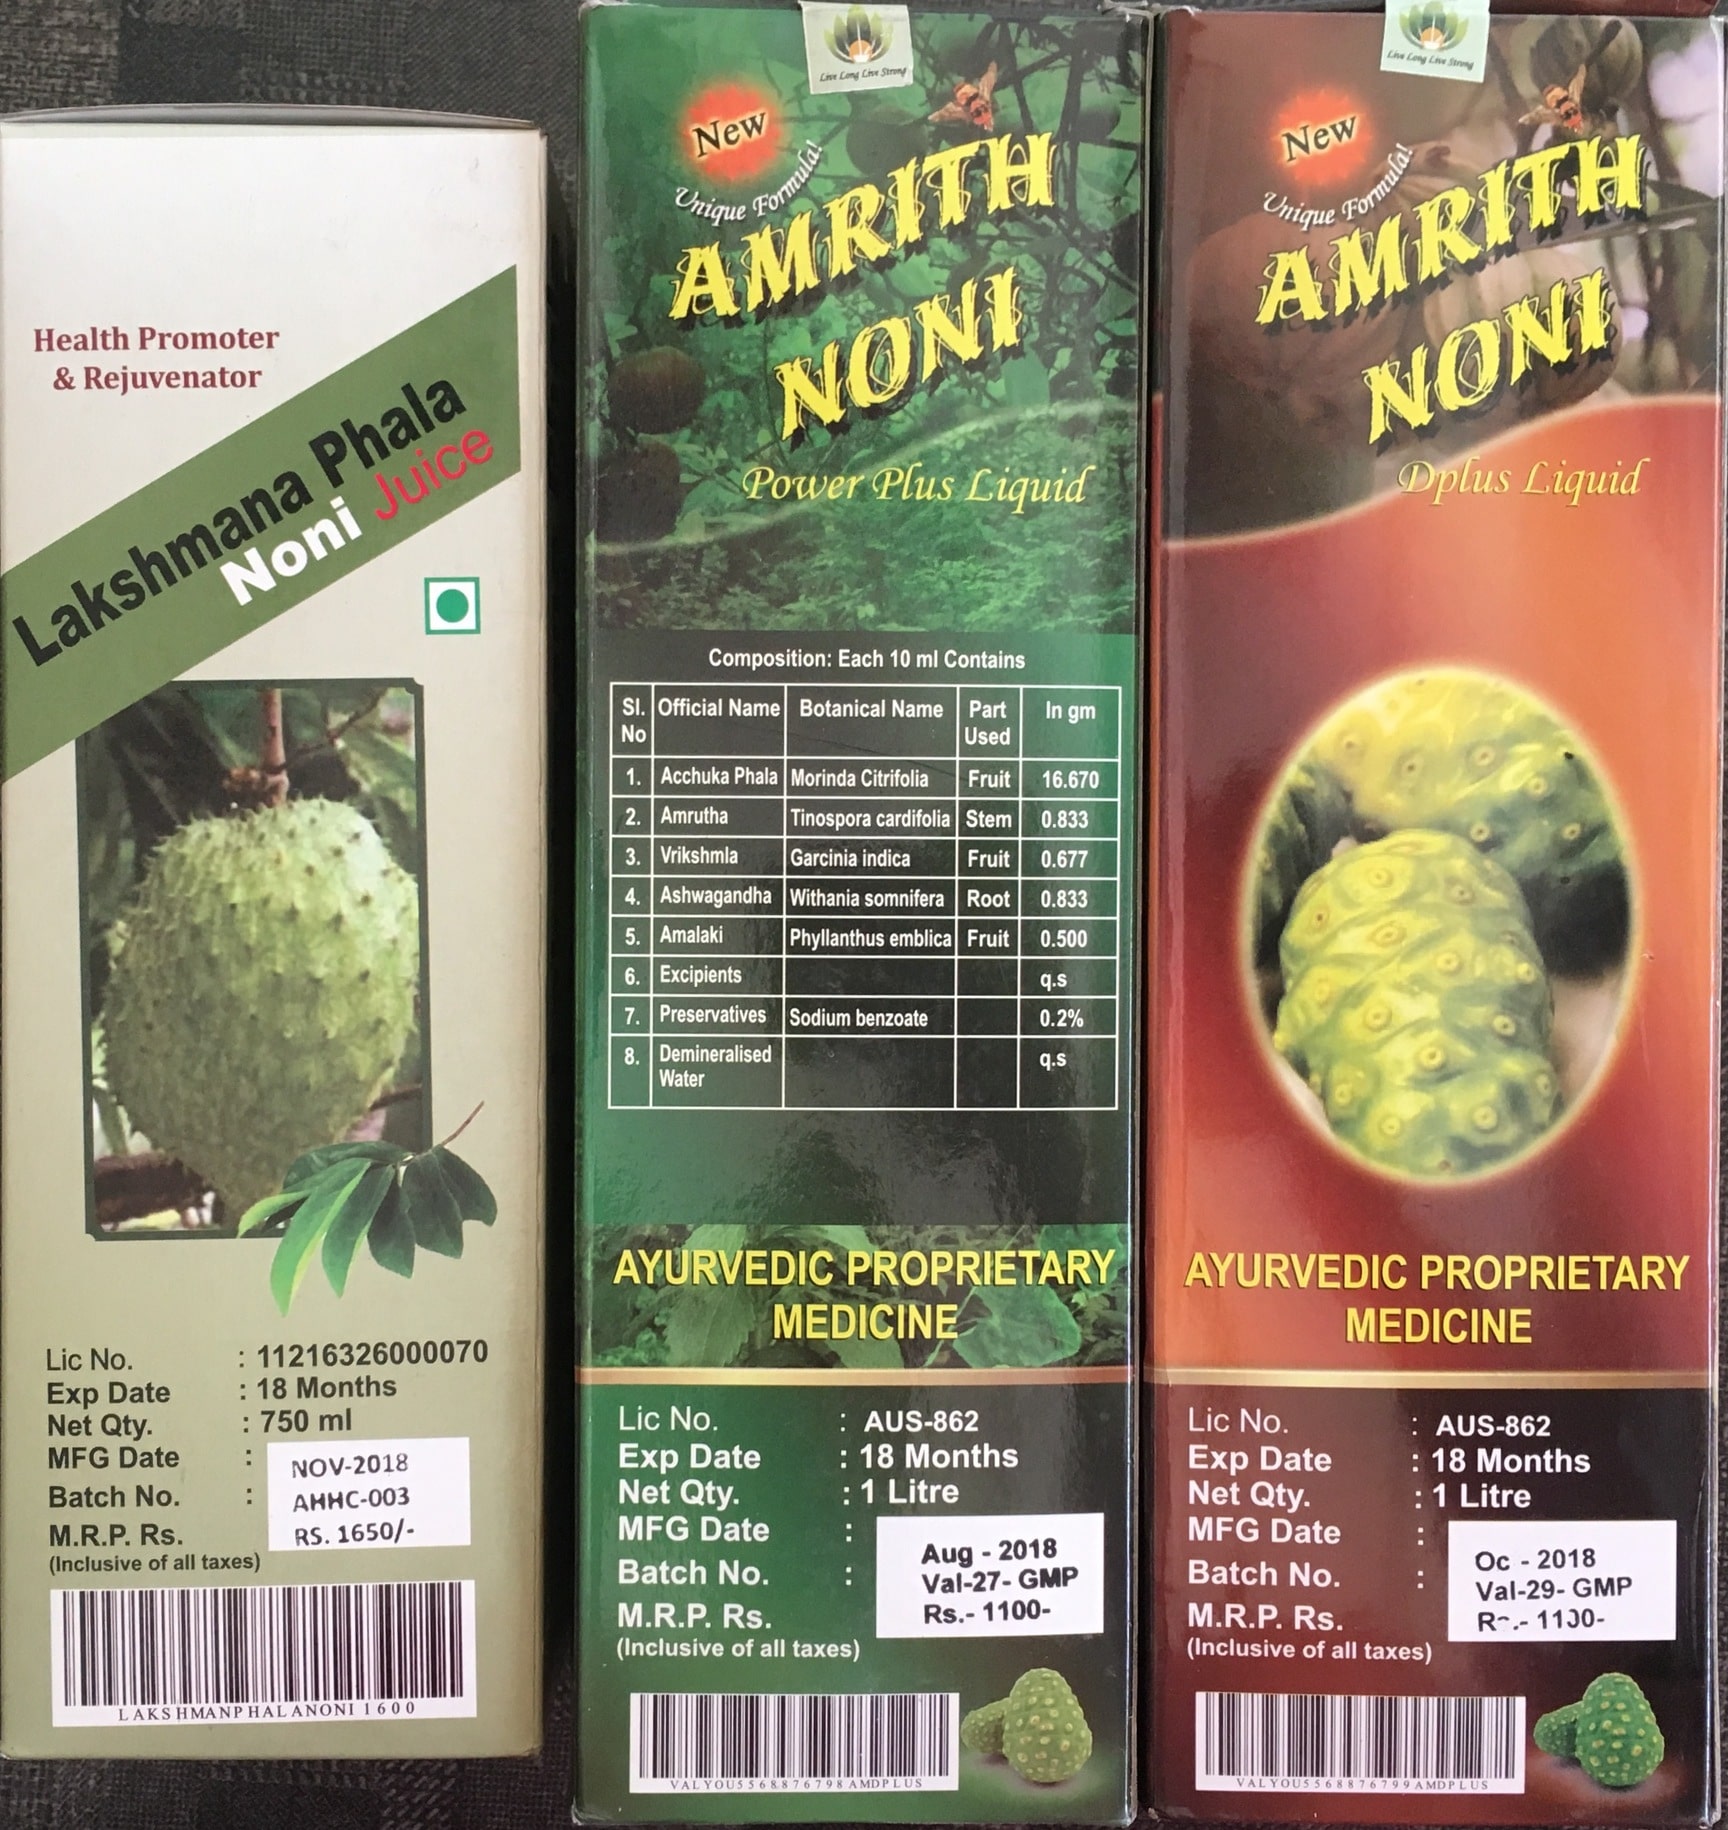 Health Promoter
& Rejuvenator
Lakshmana Phala
Noni Juice
Lic No. : 11216326000070
Exp Date : 18 Months
Net Qty. : 750 ml
MFG Date : NOV-2018
Batch No. : AHHC-003
M.R.P. Rs. RS. 1650/-
(Inclusive of all taxes)
LAKSHMANPHALANONI1600
Live Long Live Strong
New
Unique Formula!
AMRITH
NONI
Power Plus Liquid
Composition: Each 10 ml Contains
Sl. No Official Name Botanical Name Part Used In gm
1. Acchuka Phala Morinda Citrifolia Fruit 16.670
2. Amrutha Tinospora cardifolia Stem 0.833
3. Vrikshmla Garcinia indica Fruit 0.677
4. Ashwagandha Withania somnifera Root 0.833
5. Amalaki Phyllanthus emblica Fruit 0.500
6. Excipients q.s
7. Preservatives Sodium benzoate 0.2%
8. Demineralised Water q.s
AYURVEDIC PROPRIETARY
MEDICINE
Lic No. : AUS-862
Exp Date : 18 Months
Net Qty. : 1 Litre
MFG Date : Aug - 2018
Batch No. : Val-27- GMP
M.R.P. Rs. Rs.- 1100-
(Inclusive of all taxes)
VALYOU5568876798AMDPLUS
Live Long Live Strong
New
Unique Formula!
AMRITH
NONI
Dplus Liquid
AYURVEDIC PROPRIETARY
MEDICINE
Lic No. : AUS-862
Exp Date : 18 Months
Net Qty. : 1 Litre
MFG Date : Oc - 2018
Batch No. : Val-29- GMP
M.R.P. Rs.
(Inclusive of all taxes)
VALYOU5568876799AMDPLUS